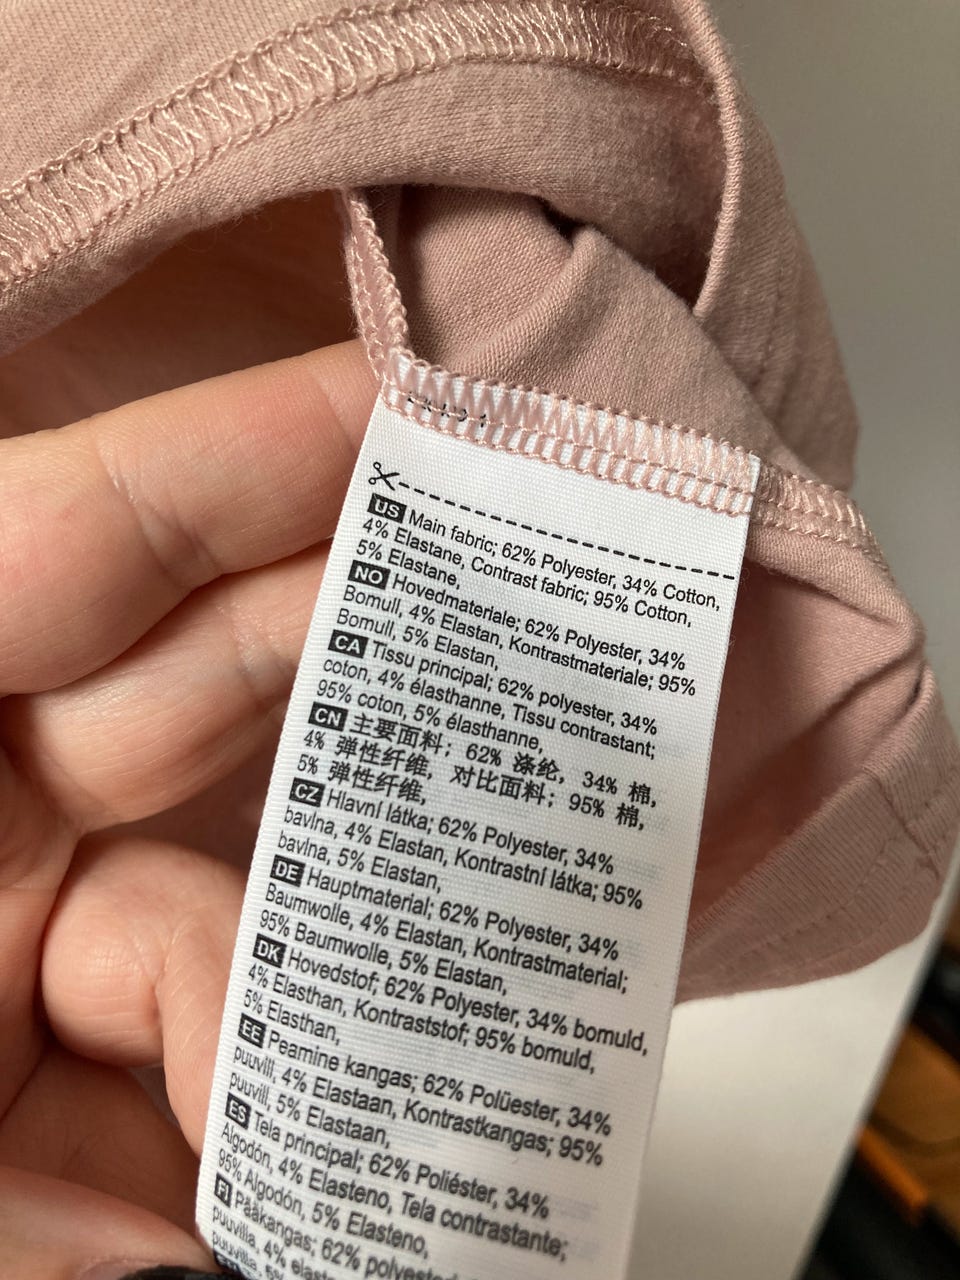 US Main fabric; 62% Polyester, 34% Cotton,
4% Elastane, Contrast fabric; 95% Cotton,
5% Elastane,
NO Hovedmateriale; 62% Polyester, 34%
Bomull, 4% Elastan, Kontrastmateriale; 95%
Bomull, 5% Elastan,
CA Tissu principal; 62% polyester, 34%
coton, 4% élasthanne, Tissu contrastant;
95% coton, 5% élasthanne,
CN 主要面料; 62% 涤纶, 34% 棉,
4% 弹性纤维, 对比面料; 95% 棉,
5% 弹性纤维,
CZ Hlavní látka; 62% Polyester, 34%
bavlna, 4% Elastan, Kontrastní látka; 95%
bavlna, 5% Elastan,
DE Hauptmaterial; 62% Polyester, 34%
Baumwolle, 4% Elastan, Kontrastmaterial;
95% Baumwolle, 5% Elastan,
DK Hovedstof; 62% Polyester, 34% bomuld,
4% Elasthan, Kontraststof; 95% bomuld,
5% Elasthan,
EE Peamine kangas; 62% Polüester, 34%
puuvill, 4% Elastaan, Kontrastkangas; 95%
puuvill, 5% Elastaan,
ES Tela principal; 62% Poliéster, 34%
Algodón, 4% Elasteno, Tela contrastante;
95% Algodón, 5% Elasteno,
FI Pääkangas; 62% polyesteri,
puuvilla, 4%
puuvilla, 5%